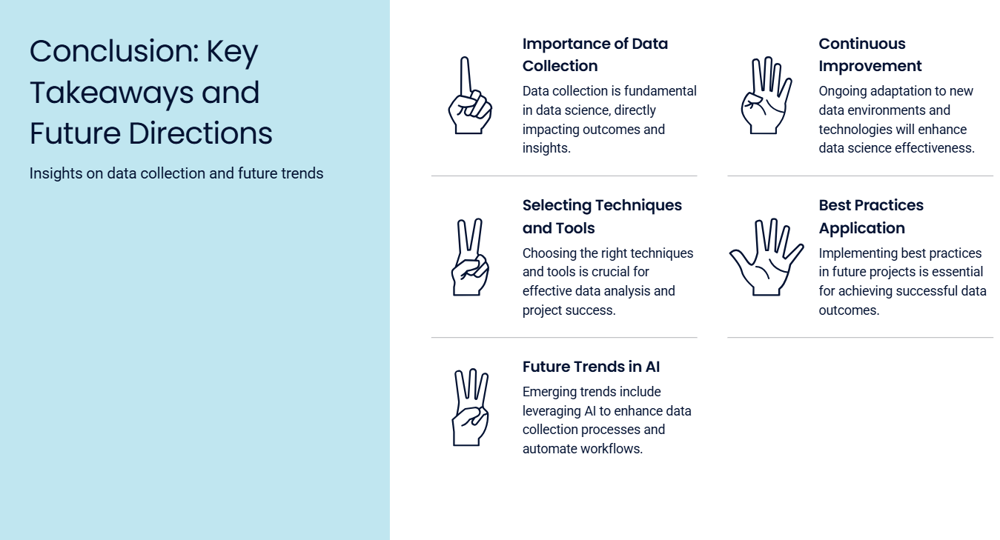 Conclusion: Key
Takeaways and
Future Directions
Insights on data collection and future trends
Importance of Data
Collection
Data collection is fundamental
in data science, directly
impacting outcomes and
insights.
Selecting Techniques
and Tools
Choosing the right techniques
and tools is crucial for
effective data analysis and
project success.
Future Trends in AI
Emerging trends include
leveraging AI to enhance data
collection processes and
automate workflows.
Continuous
Improvement
Ongoing adaptation to new
data environments and
technologies will enhance
data science effectiveness.
Best Practices
Application
Implementing best practices
in future projects is essential
for achieving successful data
outcomes.